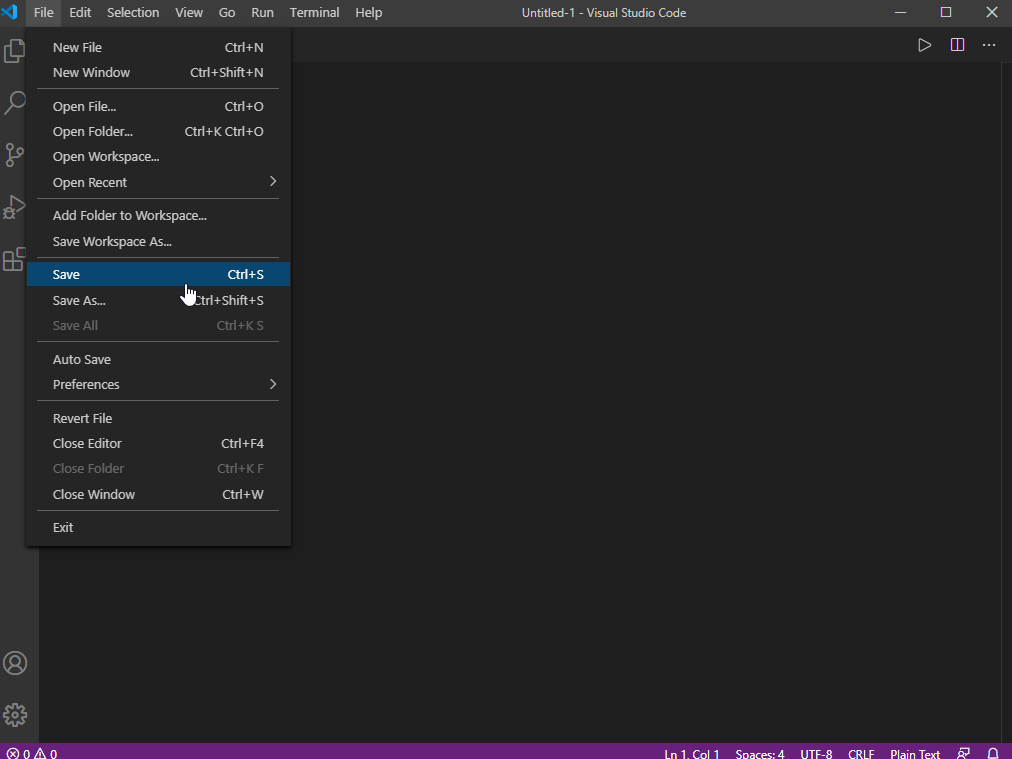 File Edit Selection View Go Run Terminal Help Untitled-1 - Visual Studio Code
New File Ctrl+N
New Window Ctrl+Shift+N
Open File... Ctrl+O
Open Folder... Ctrl+K Ctrl+O
Open Workspace...
Open Recent
Add Folder to Workspace...
Save Workspace As...
Save Ctrl+S
Save As... Ctrl+Shift+S
Save All Ctrl+K S
Auto Save
Preferences
Revert File
Close Editor Ctrl+F4
Close Folder Ctrl+K F
Close Window Ctrl+W
Exit
0 0 Ln 1, Col 1 Spaces: 4 UTF-8 CRLF Plain Text